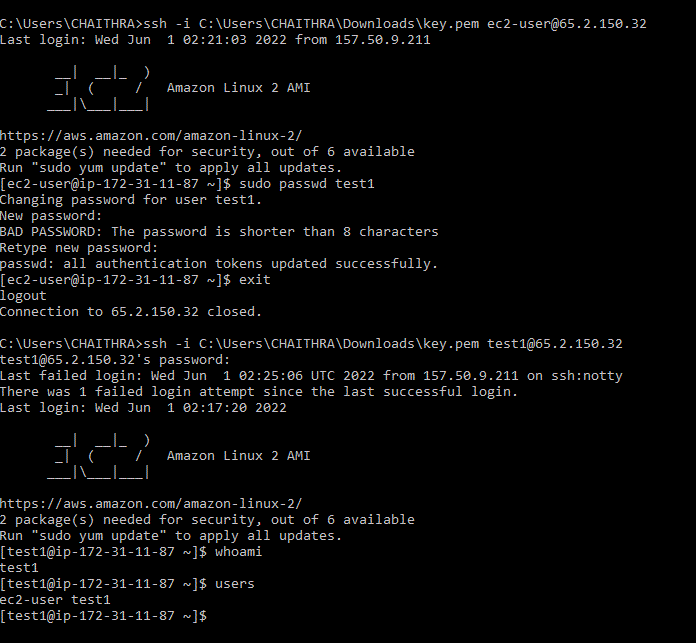 C:\Users\CHAITHRA>ssh -i C:\Users\CHAITHRA\Downloads\key.pem ec2-user@65.2.150.32
Last login: Wed Jun  1 02:21:03 2022 from 157.50.9.211

       __|  __|_  )
       _|  (     /   Amazon Linux 2 AMI
      ___|\___|___|

https://aws.amazon.com/amazon-linux-2/
2 package(s) needed for security, out of 6 available
Run "sudo yum update" to apply all updates.
[ec2-user@ip-172-31-11-87 ~]$ sudo passwd test1
Changing password for user test1.
New password:
BAD PASSWORD: The password is shorter than 8 characters
Retype new password:
passwd: all authentication tokens updated successfully.
[ec2-user@ip-172-31-11-87 ~]$ exit
logout
Connection to 65.2.150.32 closed.

C:\Users\CHAITHRA>ssh -i C:\Users\CHAITHRA\Downloads\key.pem test1@65.2.150.32
test1@65.2.150.32's password:
Last failed login: Wed Jun  1 02:25:06 UTC 2022 from 157.50.9.211 on ssh:notty
There was 1 failed login attempt since the last successful login.
Last login: Wed Jun  1 02:17:20 2022

       __|  __|_  )
       _|  (     /   Amazon Linux 2 AMI
      ___|\___|___|

https://aws.amazon.com/amazon-linux-2/
2 package(s) needed for security, out of 6 available
Run "sudo yum update" to apply all updates.
[test1@ip-172-31-11-87 ~]$ whoami
test1
[test1@ip-172-31-11-87 ~]$ users
ec2-user test1
[test1@ip-172-31-11-87 ~]$